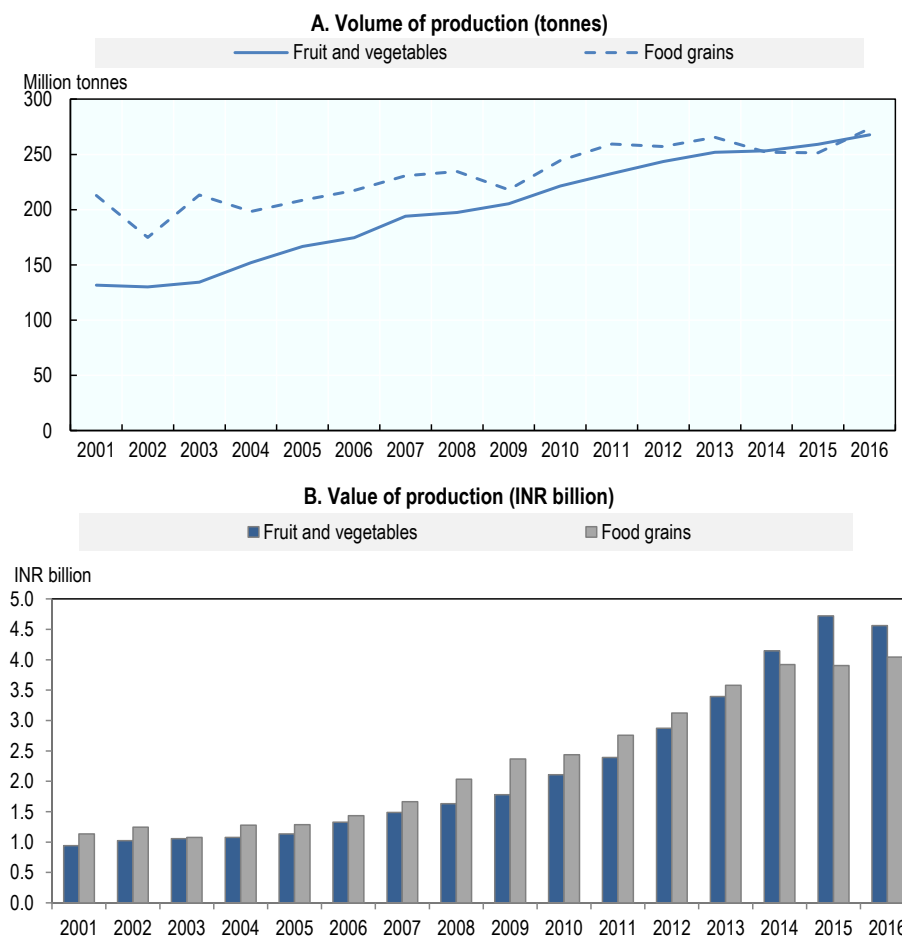 A. Volume of production (tonnes)
Fruit and vegetables Food grains
Million tonnes
300
250
200
150
100
50
0
2001 2002 2003 2004 2005 2006 2007 2008 2009 2010 2011 2012 2013 2014 2015 2016
B. Value of production (INR billion)
Fruit and vegetables Food grains
INR billion
5.0
4.5
4.0
3.5
3.0
2.5
2.0
1.5
1.0
0.5
0.0
2001 2002 2003 2004 2005 2006 2007 2008 2009 2010 2011 2012 2013 2014 2015 2016